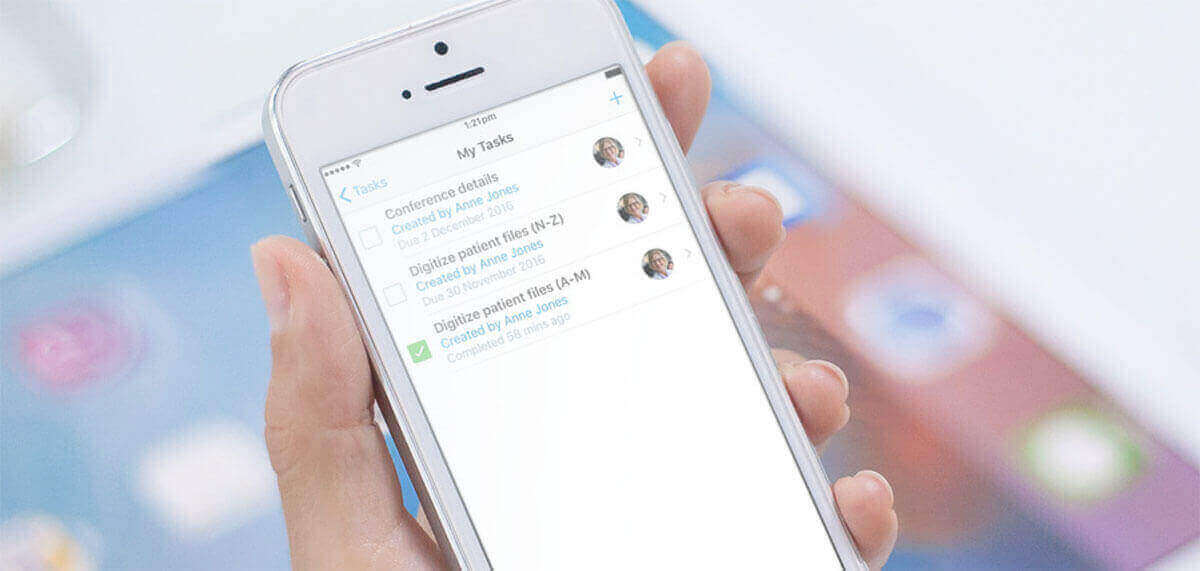 1:21pm
Tasks
My Tasks
+
Conference details
Created by Anne Jones
Due 2 December 2016
Digitize patient files (N-Z)
Created by Anne Jones
Due 30 November 2016
Digitize patient files (A-M)
Created by Anne Jones
Completed 58 mins ago